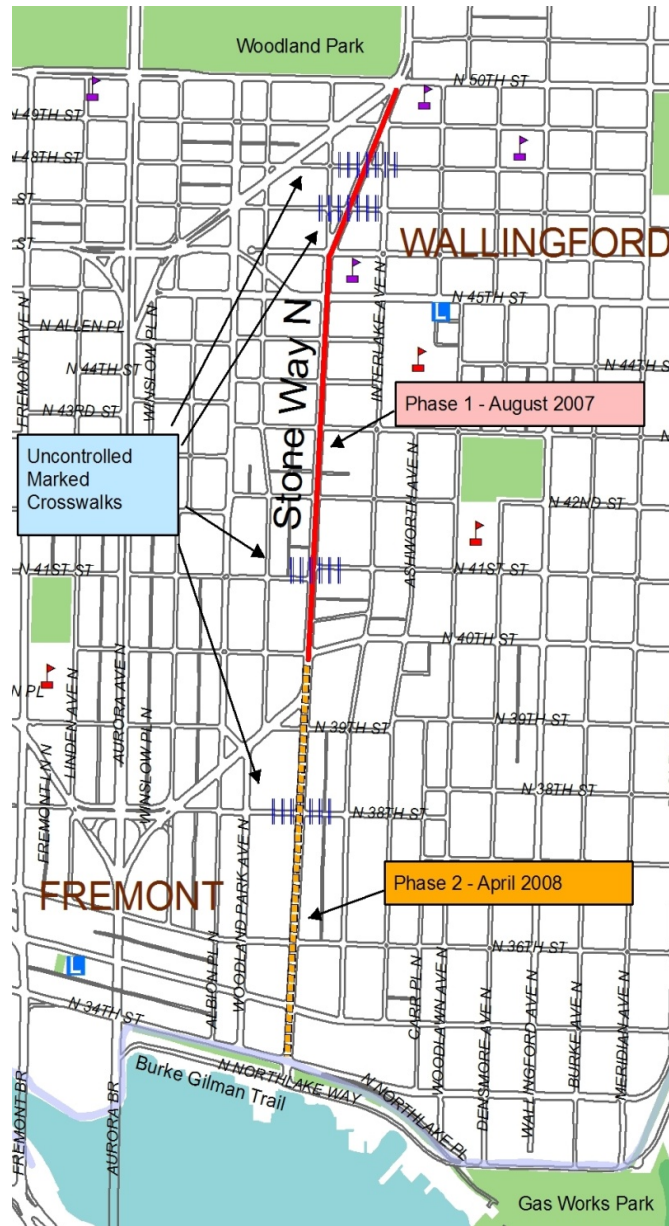 Woodland Park
N 50TH ST
N 49TH ST
N 48TH ST
ST
WALLINGFORD
ST
FREMONT AVE N
N ALLEN PL
WINSLOW PL N
INTERLAKE AVE N
N 45TH ST
N 44TH ST
N 44TH S
N 43RD ST
Stone Way N
Phase 1 - August 2007
N
Uncontrolled
Marked
Crosswalks
ASHWORTH AVE N
N 42ND ST
N 41ST ST
N 41ST ST
N 40TH ST
N PL
LINDEN AVE N
AURORA AVE N
WINSLOW PL N
FREMONT LN N
N 39TH ST
N 39TH ST
N 38TH ST
N 38TH ST
WOODLAND PARK AVE N
Phase 2 - April 2008
FREMONT
N 36TH ST
L
L
ALBION PL N
N 34TH ST
CARR PL N
WOODLAWN AVE N
DENSMORE AVE N
WALLINGFORD AVE N
BURKE AVE N
MERIDIAN AVE N
N NORTHLAKE WAY
N NORTHLAKE PL
Burke Gilman Trail
FREMONT BR
AURORA BR
Gas Works Park